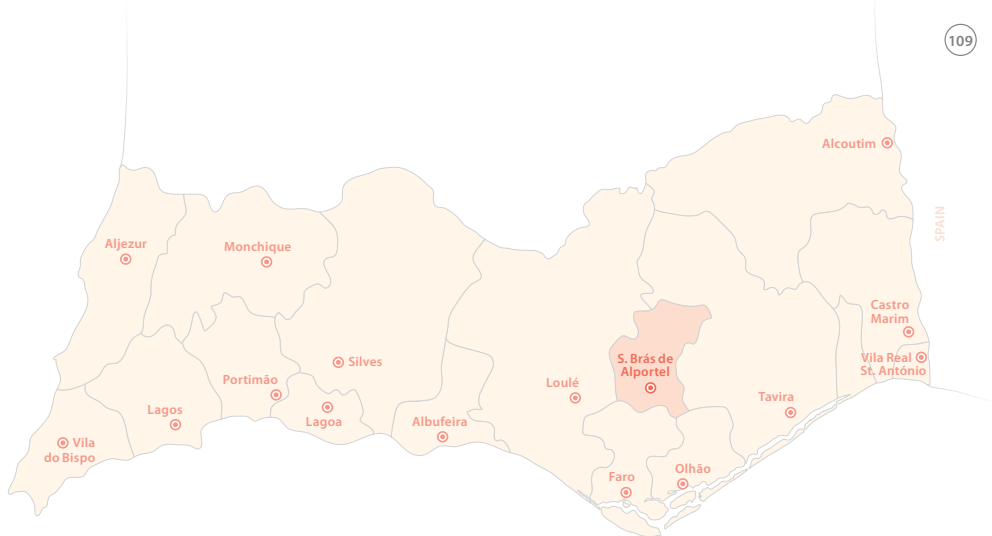 109
Alcoutim
SPAIN
Aljezur
Monchique
Castro
Marim
S. Brás de
Alportel
Vila Real
St. António
Silves
Portimão
Loulé
Tavira
Lagos
Lagoa
Albufeira
Vila
do Bispo
Faro
Olhão